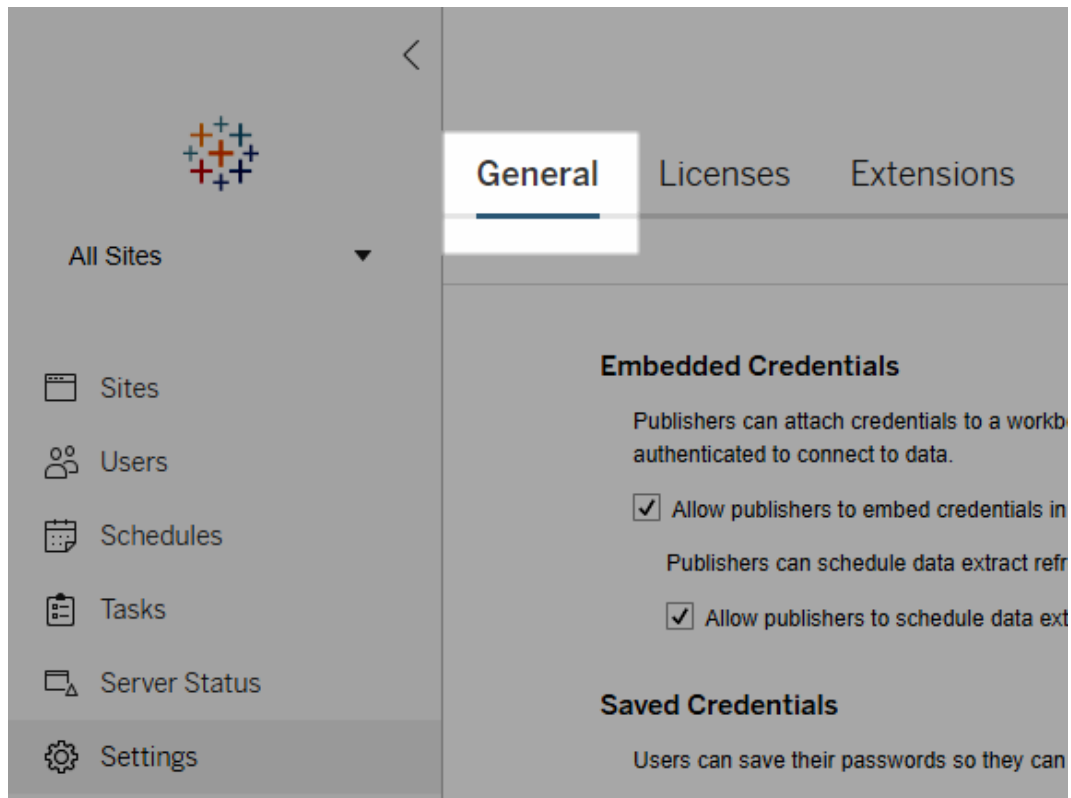 General
Licenses
Extensions
All Sites
Sites
Users
Schedules
Tasks
Server Status
Settings
Embedded Credentials
Publishers can attach credentials to a workb
authenticated to connect to data.
Allow publishers to embed credentials in
Publishers can schedule data extract refr
Allow publishers to schedule data ext
Saved Credentials
Users can save their passwords so they can